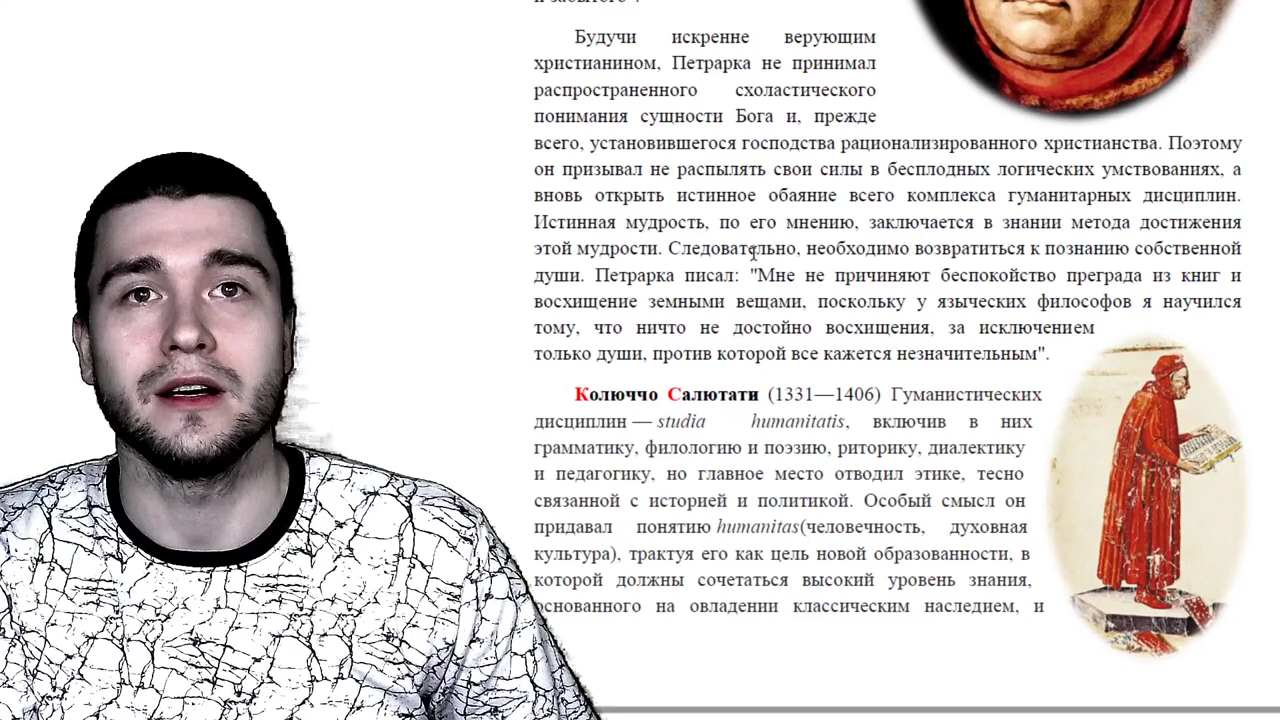 Будучи искренне верующим
христианином, Петрарка не принимал
распространенного схоластического
понимания сущности Бога и, прежде
всего, установившегося господства рационализированного христианства. Поэтому
он призывал не распылять свои силы в бесплодных логических умствованиях, а
вновь открыть истинное обаяние всего комплекса гуманитарных дисциплин.
Истинная мудрость, по его мнению, заключается в знании метода достижения
этой мудрости. Следовательно, необходимо возвратиться к познанию собственной
души. Петрарка писал: "Мне не причиняют беспокойство преграда из книг и
восхищение земными вещами, поскольку у языческих философов я научился
тому, что ничто не достойно восхищения, за исключением
только души, против которой все кажется незначительным".
Колюччо Салютати (1331—1406) Гуманистических
дисциплин — studia humanitatis, включив в них
грамматику, филологию и поэзию, риторику, диалектику
и педагогику, но главное место отводил этике, тесно
связанной с историей и политикой. Особый смысл он
придавал понятию humanitas(человечность, духовная
культура), трактуя его как цель новой образованности, в
которой должны сочетаться высокий уровень знания,
основанного на овладении классическим наследием, и